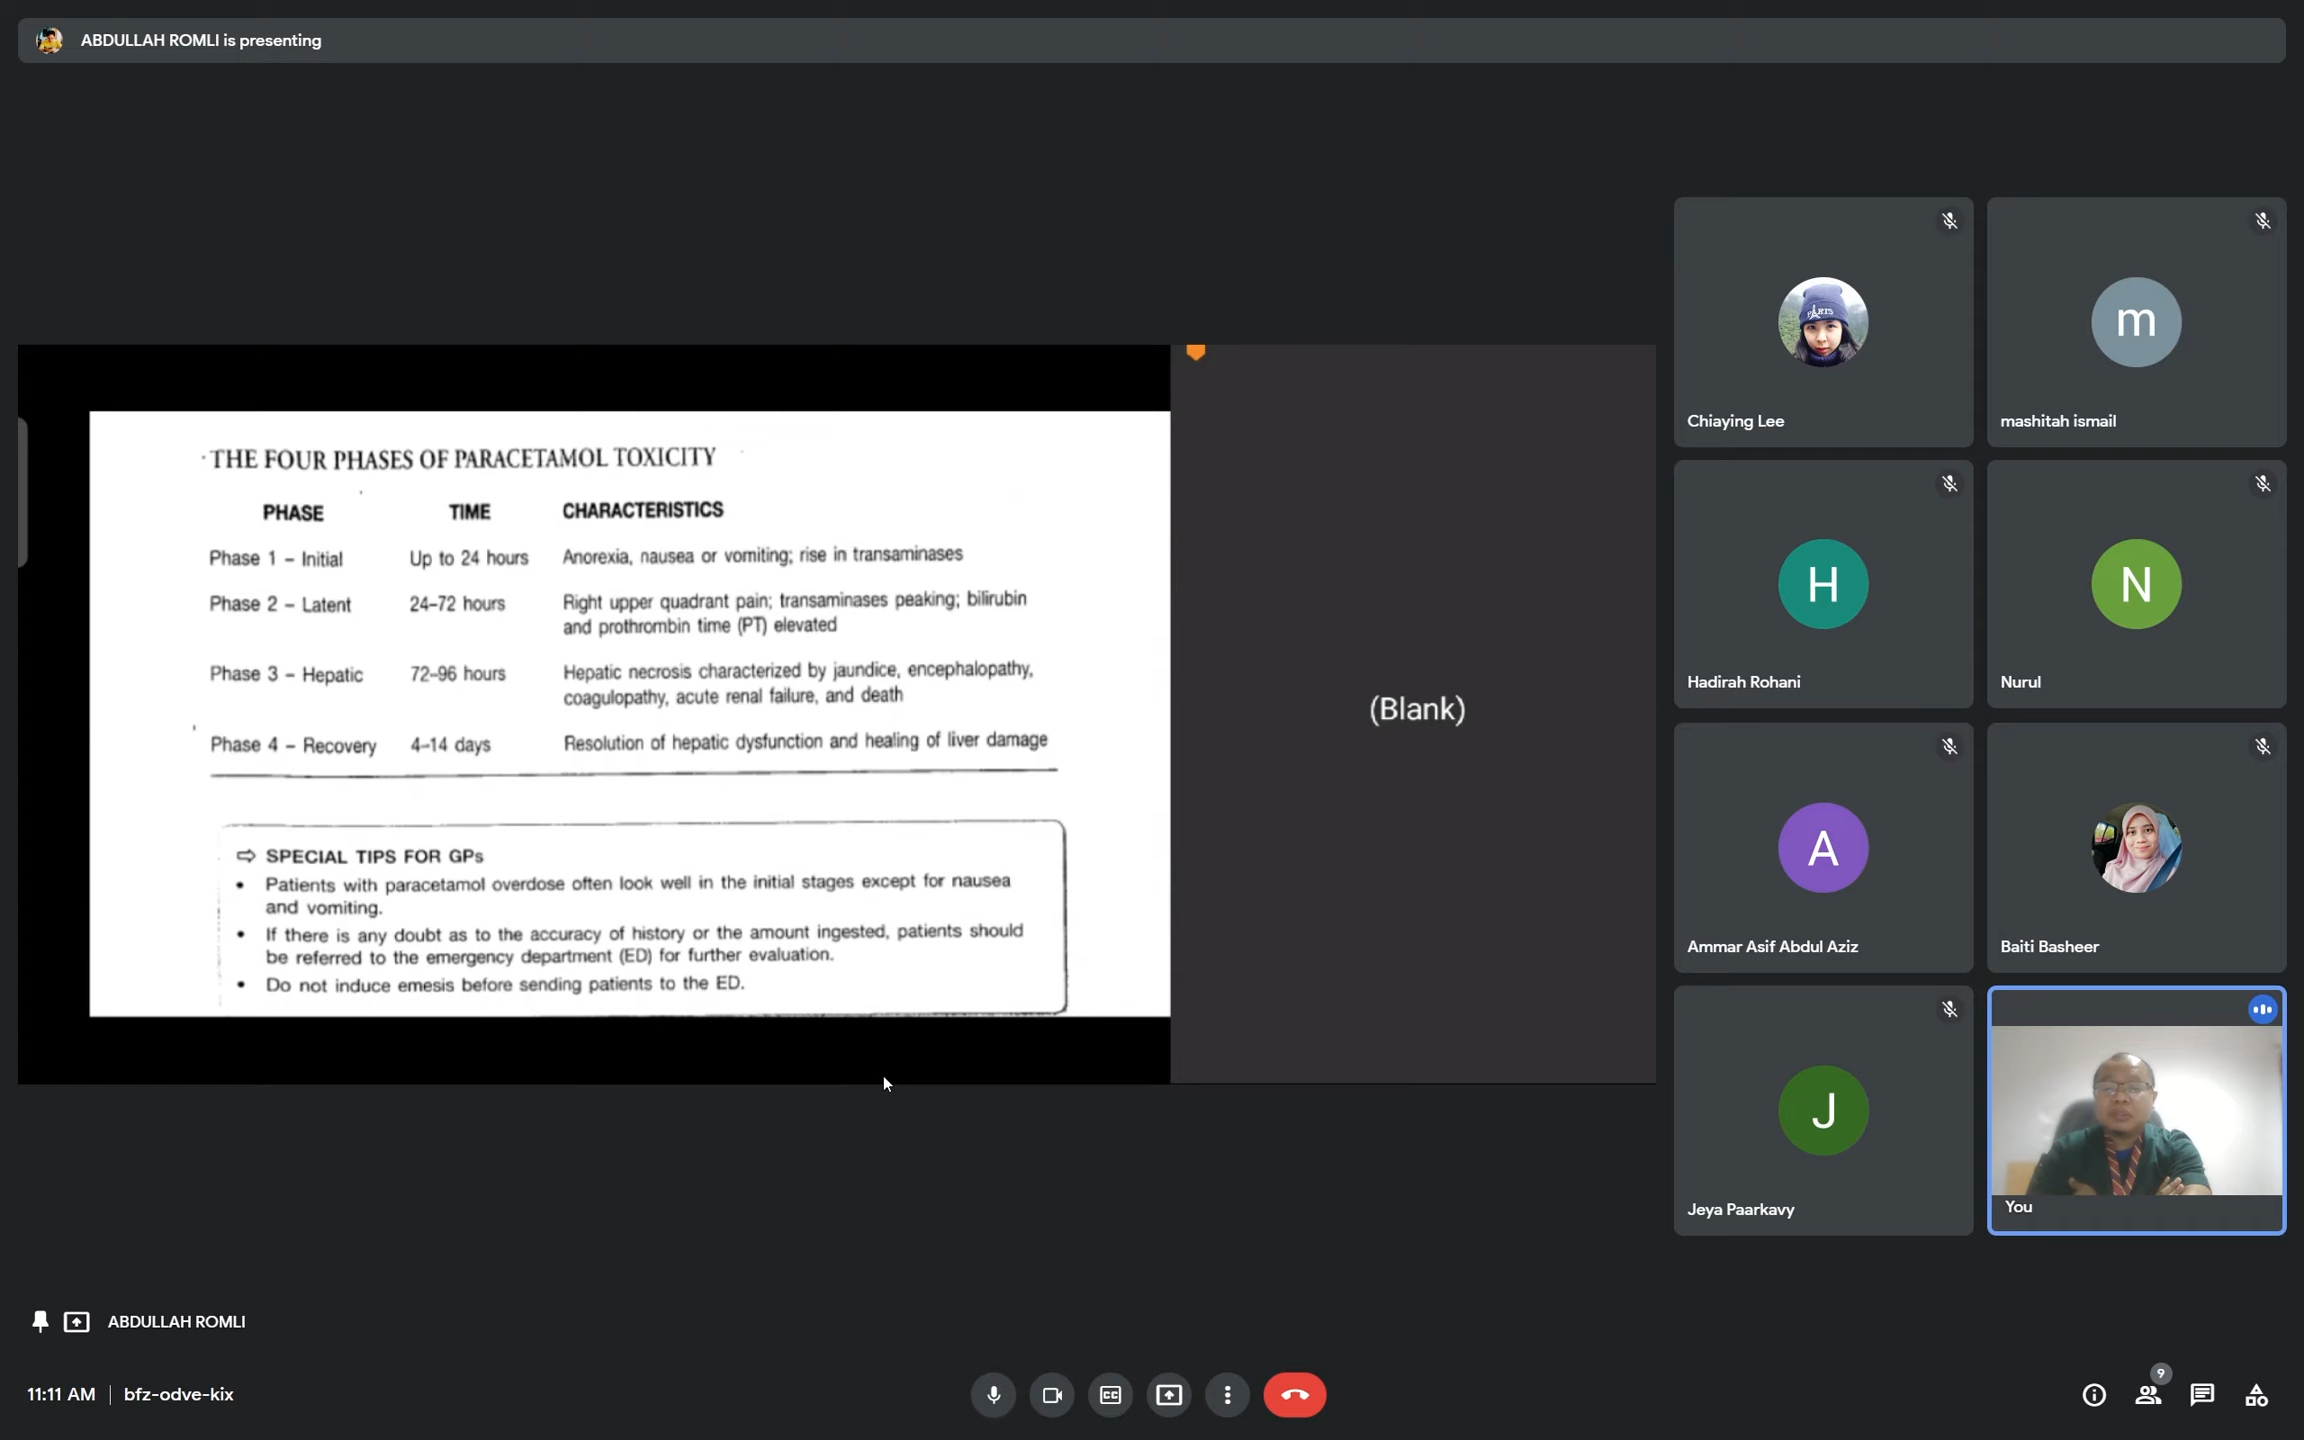 ABDULLAH ROMLI is presenting
THE FOUR PHASES OF PARACETAMOL TOXICITY
PHASE TIME CHARACTERISTICS
Phase 1 – Initial Up to 24 hours Anorexia, nausea or vomiting; rise in transaminases
Phase 2 – Latent 24–72 hours Right upper quadrant pain; transaminases peaking; bilirubin
and prothrombin time (PT) elevated
Phase 3 – Hepatic 72–96 hours Hepatic necrosis characterized by jaundice, encephalopathy,
coagulopathy, acute renal failure, and death
Phase 4 – Recovery 4–14 days Resolution of hepatic dysfunction and healing of liver damage
⇨ SPECIAL TIPS FOR GPs
• Patients with paracetamol overdose often look well in the initial stages except for nausea
and vomiting.
• If there is any doubt as to the accuracy of history or the amount ingested, patients should
be referred to the emergency department (ED) for further evaluation.
• Do not induce emesis before sending patients to the ED.
(Blank)
PARIS
Chiaying Lee
m
mashitah ismail
H
Hadirah Rohani
N
Nurul
A
Ammar Asif Abdul Aziz
Baiti Basheer
J
Jeya Paarkavy
You
ABDULLAH ROMLI
11:11 AM | bfz-odve-kix
CC
9